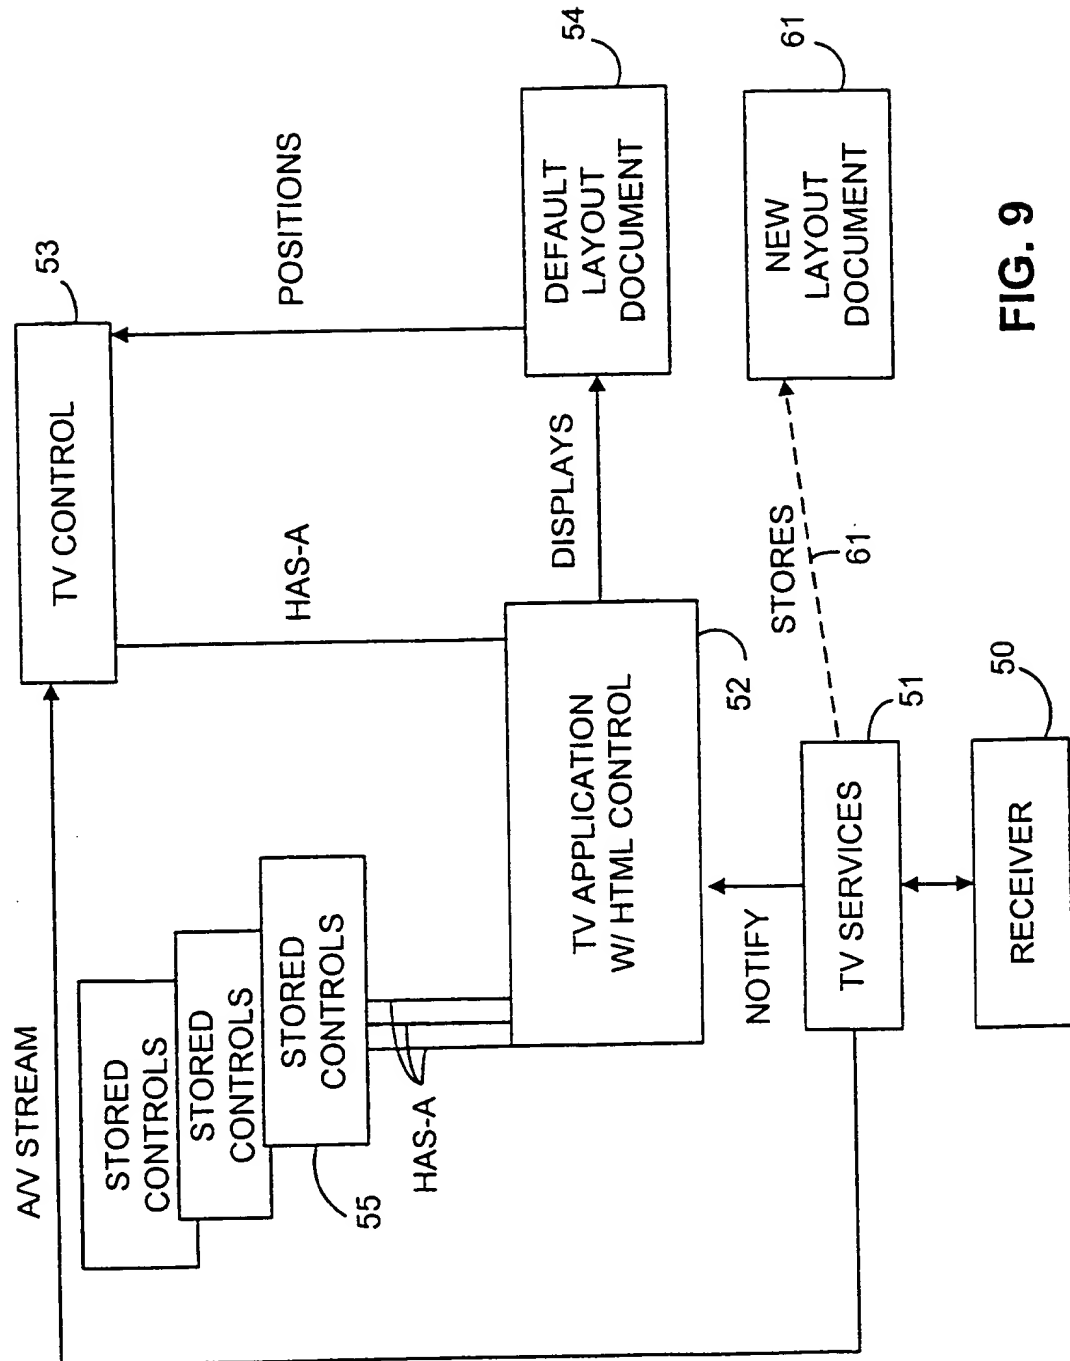 A/V STREAM
TV CONTROL
53
STORED
CONTROLS
STORED
CONTROLS
STORED
CONTROLS
55
HAS-A
HAS-A
POSITIONS
TV APPLICATION
W/ HTML CONTROL
52
DISPLAYS
DEFAULT
LAYOUT
DOCUMENT
54
NOTIFY
TV SERVICES
51
STORES
61
NEW
LAYOUT
DOCUMENT
61
RECEIVER
50
FIG. 9